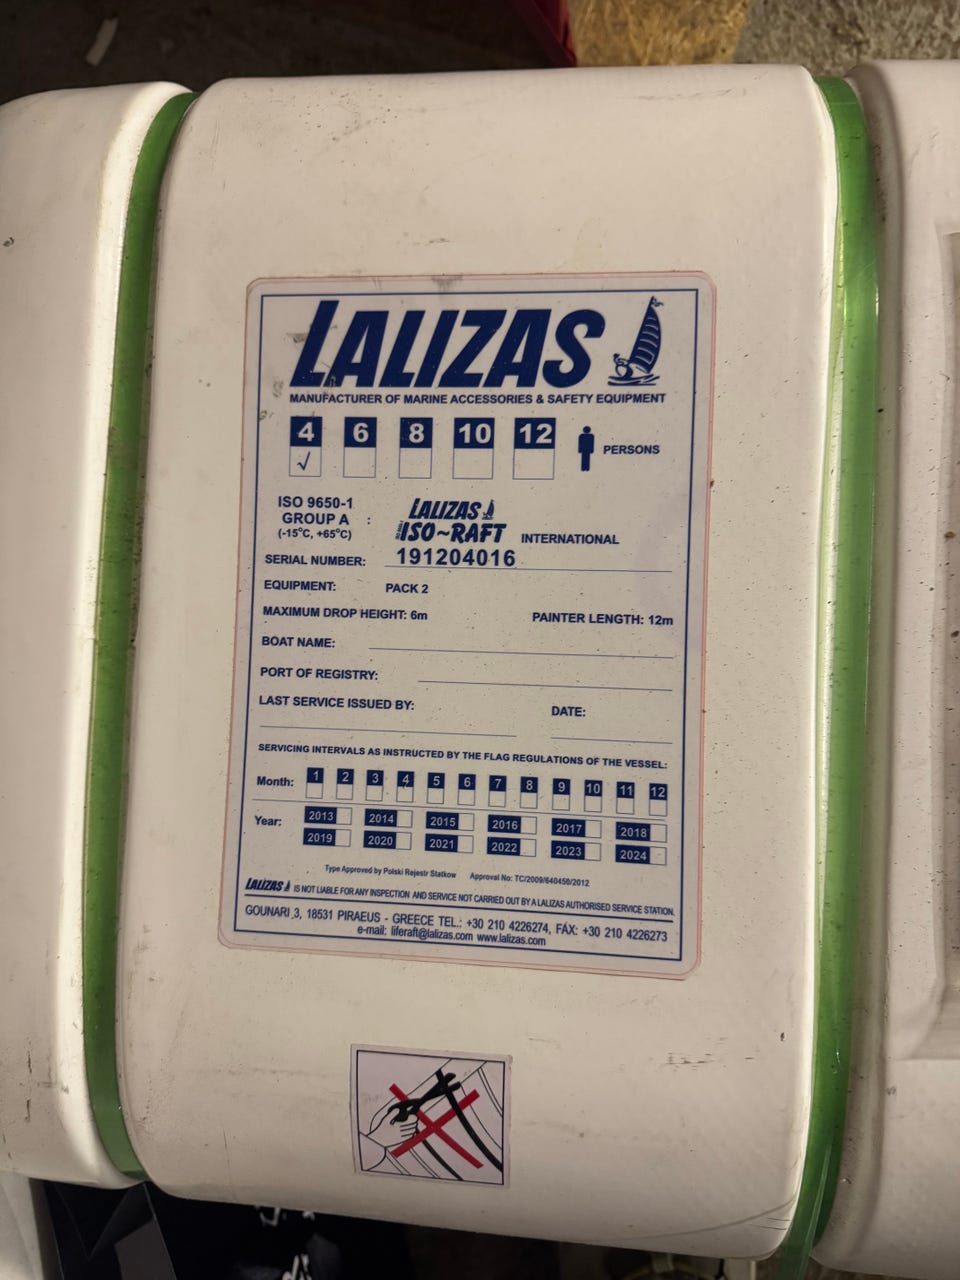 LALIZAS
MANUFACTURER OF MARINE ACCESSORIES & SAFETY EQUIPMENT
4 6 8 10 12 PERSONS
√
ISO 9650-1
GROUP A :
(-15°C, +65°C)
LALIZAS
ISO~RAFT INTERNATIONAL
SERIAL NUMBER: 191204016
EQUIPMENT: PACK 2
MAXIMUM DROP HEIGHT: 6m PAINTER LENGTH: 12m
BOAT NAME:
PORT OF REGISTRY:
LAST SERVICE ISSUED BY: DATE:
SERVICING INTERVALS AS INSTRUCTED BY THE FLAG REGULATIONS OF THE VESSEL:
Month: 1 2 3 4 5 6 7 8 9 10 11 12
Year: 2013 2014 2015 2016 2017 2018
2019 2020 2021 2022 2023 2024
Type Approved by Polski Rejestr Statkow Approval No: TC/2009/640450/2012
LALIZAS IS NOT LIABLE FOR ANY INSPECTION AND SERVICE NOT CARRIED OUT BY A LALIZAS AUTHORISED SERVICE STATION.
GOUNARI 3, 18531 PIRAEUS - GREECE TEL.: +30 210 4226274, FAX: +30 210 4226273
e-mail: liferaft@lalizas.com www.lalizas.com